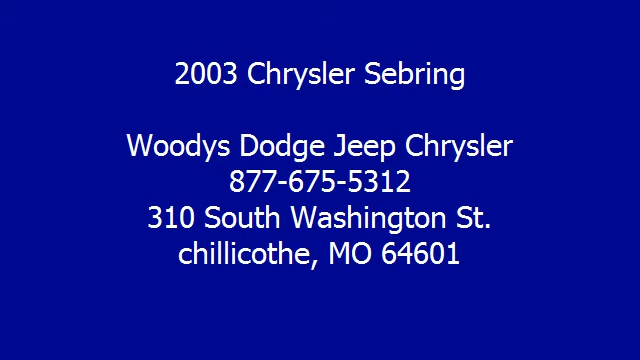 2003 Chrysler Sebring
Woodys Dodge Jeep Chrysler
877-675-5312
310 South Washington St.
chillicothe, MO 64601